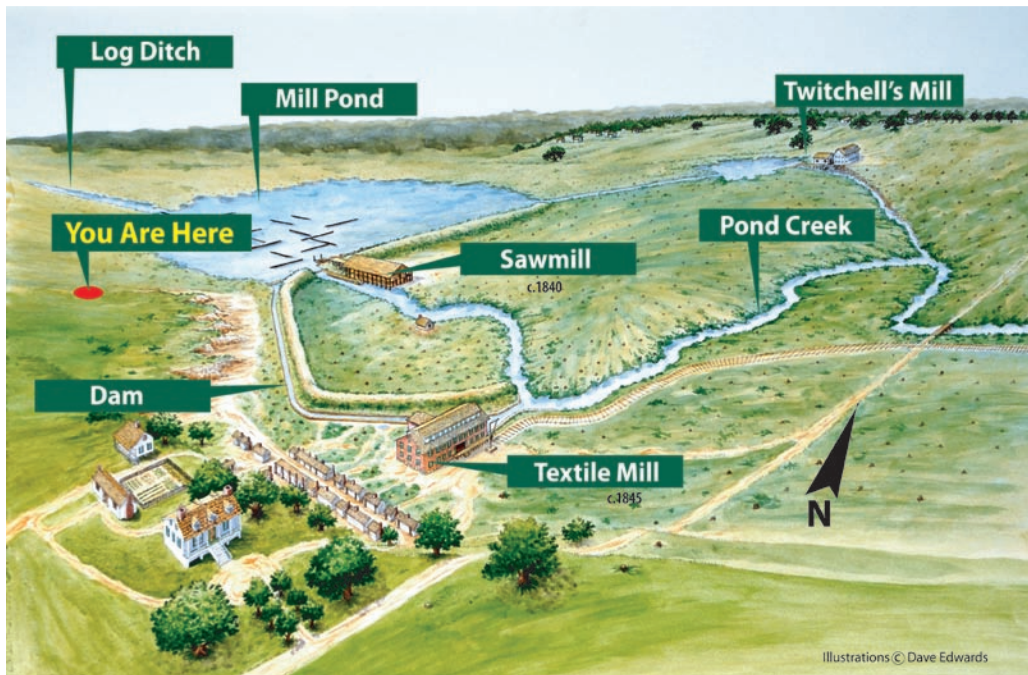 Log Ditch
Mill Pond
Twitchell's Mill
You Are Here
Pond Creek
Sawmill
c.1840
Dam
Textile Mill
c.1845
N
Illustrations © Dave Edwards